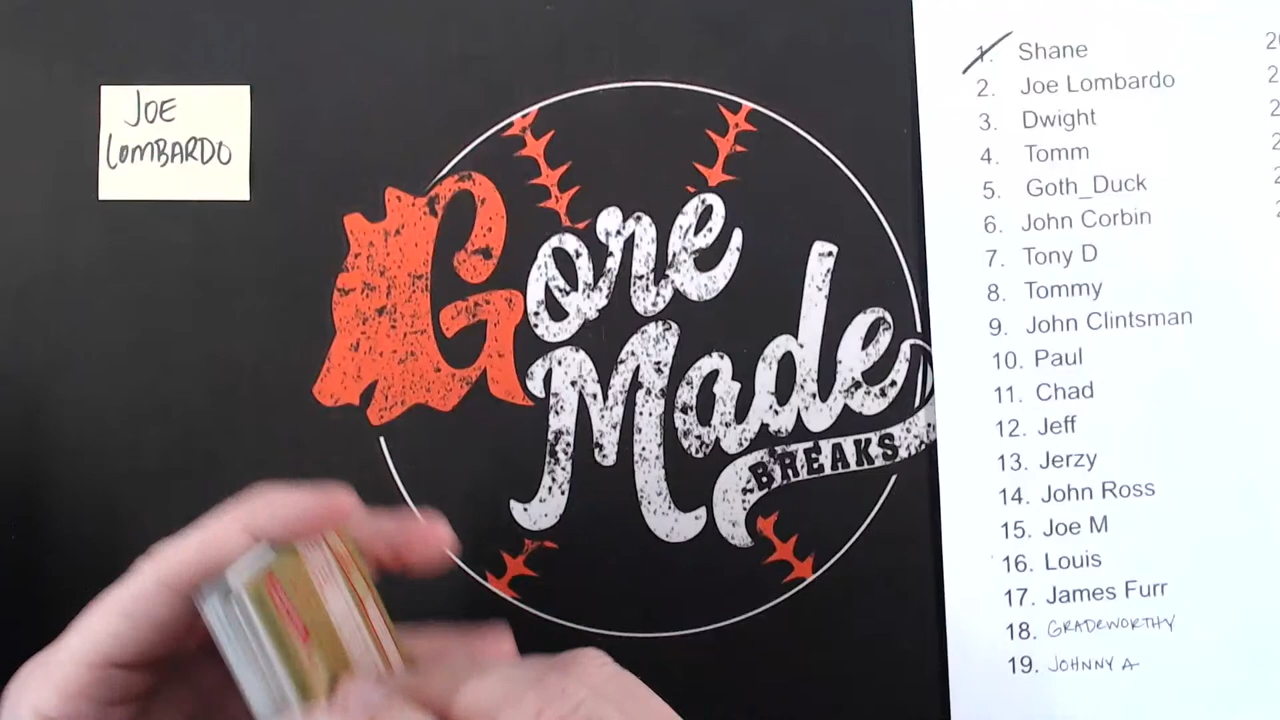 JOE
LOMBARDO
Gore
Made
BREAKS
1. Shane
2. Joe Lombardo
3. Dwight
4. Tomm
5. Goth_Duck
6. John Corbin
7. Tony D
8. Tommy
9. John Clintsman
10. Paul
11. Chad
12. Jeff
13. Jerzy
14. John Ross
15. Joe M
16. Louis
17. James Furr
18. GRADEWORTHY
19. JOHNNY A